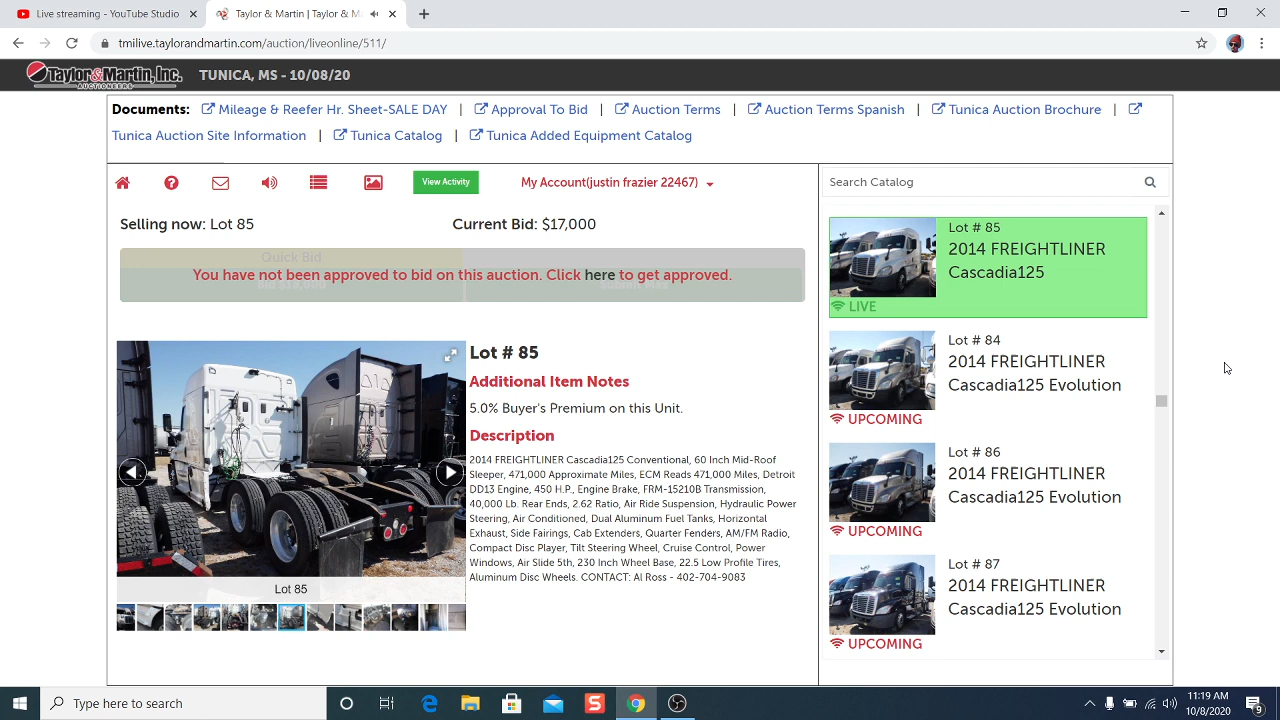 Live streaming - YouTube Studio
Taylor and Martin | Taylor & M
tmilive.taylorandmartin.com/auction/liveonline/511/
Taylor & Martin, Inc. AUCTIONEERS
TUNICA, MS - 10/08/20
Documents: Mileage & Reefer Hr. Sheet-SALE DAY | Approval To Bid | Auction Terms | Auction Terms Spanish | Tunica Auction Brochure |
Tunica Auction Site Information | Tunica Catalog | Tunica Added Equipment Catalog
View Activity
My Account(justin frazier 22467)
Selling now: Lot 85
Current Bid: $17,000
Quick Bid
You have not been approved to bid on this auction. Click here to get approved.
Lot 85
Lot # 85
Additional Item Notes
5.0% Buyer's Premium on this Unit.
Description
2014 FREIGHTLINER Cascadia125 Conventional, 60 Inch Mid-Roof
Sleeper, 471,000 Approximate Miles, ECM Reads 471,000 Miles, Detroit
DD13 Engine, 450 H.P., Engine Brake, FRM-15210B Transmission,
40,000 Lb. Rear Ends, 2.62 Ratio, Air Ride Suspension, Hydraulic Power
Steering, Air Conditioned, Dual Aluminum Fuel Tanks, Horizontal
Exhaust, Side Fairings, Cab Extenders, Quarter Fenders, AM/FM Radio,
Compact Disc Player, Tilt Steering Wheel, Cruise Control, Power
Windows, Air Slide 5th, 230 Inch Wheel Base, 22.5 Low Profile Tires,
Aluminum Disc Wheels. CONTACT: Al Ross - 402-704-9083
Search Catalog
Lot # 85
2014 FREIGHTLINER
Cascadia125
LIVE
Lot # 84
2014 FREIGHTLINER
Cascadia125 Evolution
UPCOMING
Lot # 86
2014 FREIGHTLINER
Cascadia125 Evolution
UPCOMING
Lot # 87
2014 FREIGHTLINER
Cascadia125 Evolution
UPCOMING
Type here to search
11:19 AM
10/8/2020
9